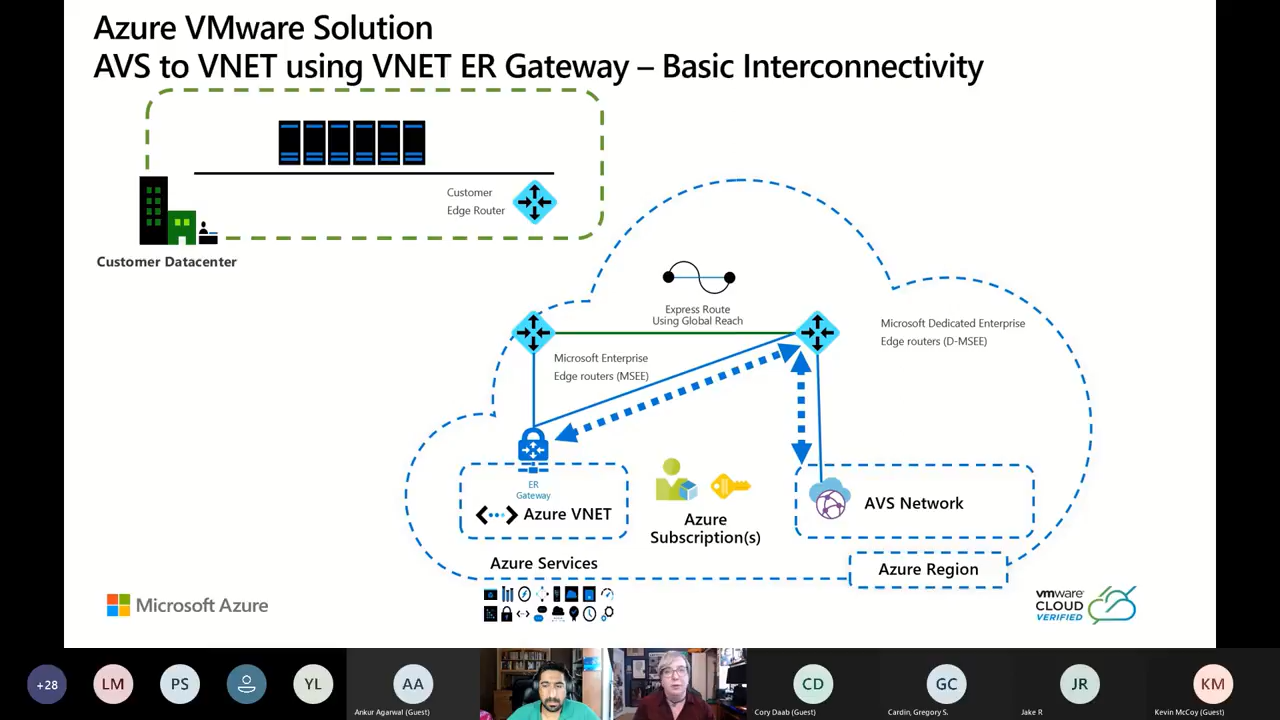 Azure VMware Solution
AVS to VNET using VNET ER Gateway – Basic Interconnectivity
Customer
Edge Router
Customer Datacenter
Express Route
Using Global Reach
Microsoft Dedicated Enterprise
Edge routers (D-MSEE)
Microsoft Enterprise
Edge routers (MSEE)
ER
Gateway
Azure VNET
Azure
Subscription(s)
AVS Network
Azure Services
Azure Region
Microsoft Azure
vmware
CLOUD
VERIFIED
+28
LM
PS
YL
AA
Ankur Agarwal (Guest)
CD
Cory Daab (Guest)
GC
Cardin, Gregory S.
JR
Jake R
KM
Kevin McCoy (Guest)